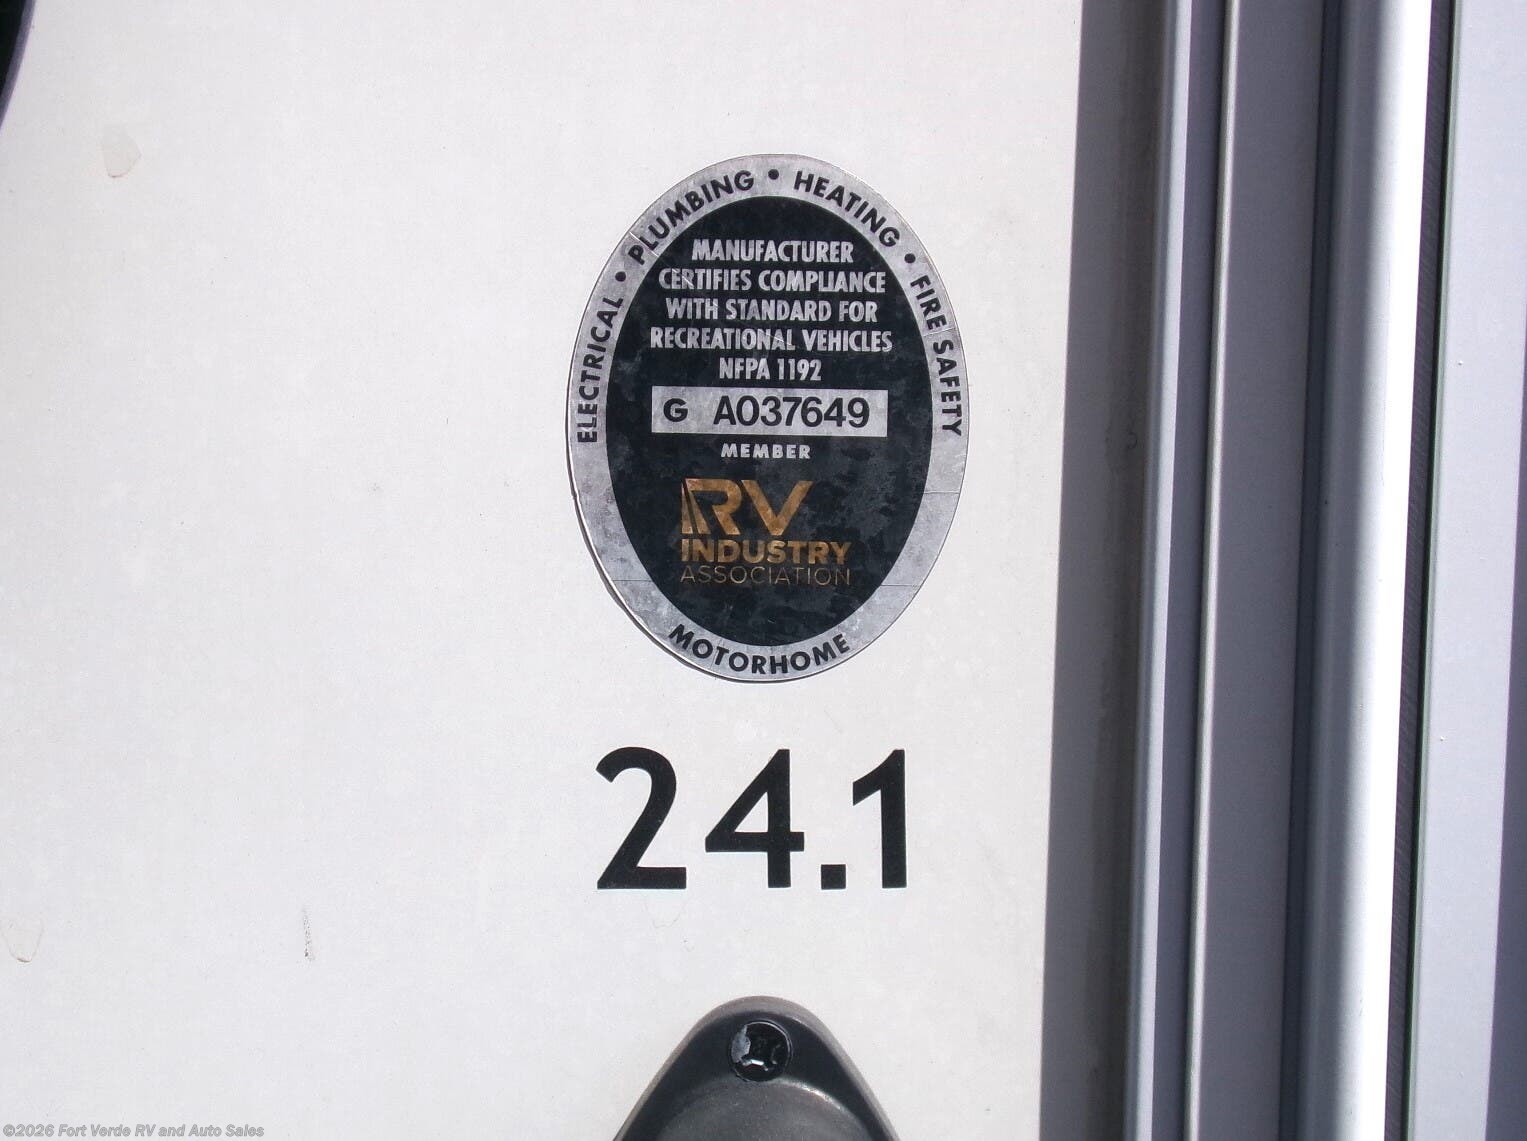 ELECTRICAL • PLUMBING • HEATING • FIRE SAFETY
MANUFACTURER
CERTIFIES COMPLIANCE
WITH STANDARD FOR
RECREATIONAL VEHICLES
NFPA 1192
G A037649
MEMBER
RV
INDUSTRY
ASSOCIATION
MOTORHOME
24.1
©2026 Fort Verde RV and Auto Sales